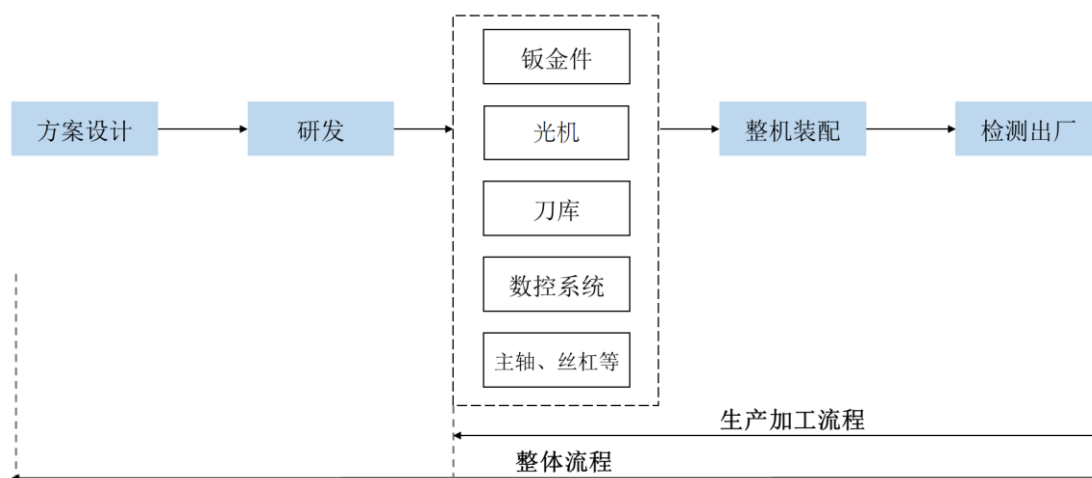 钣金件
方案设计
研发
光机
整机装配
检测出厂
刀库
数控系统
主轴、丝杠等
生产加工流程
整体流程